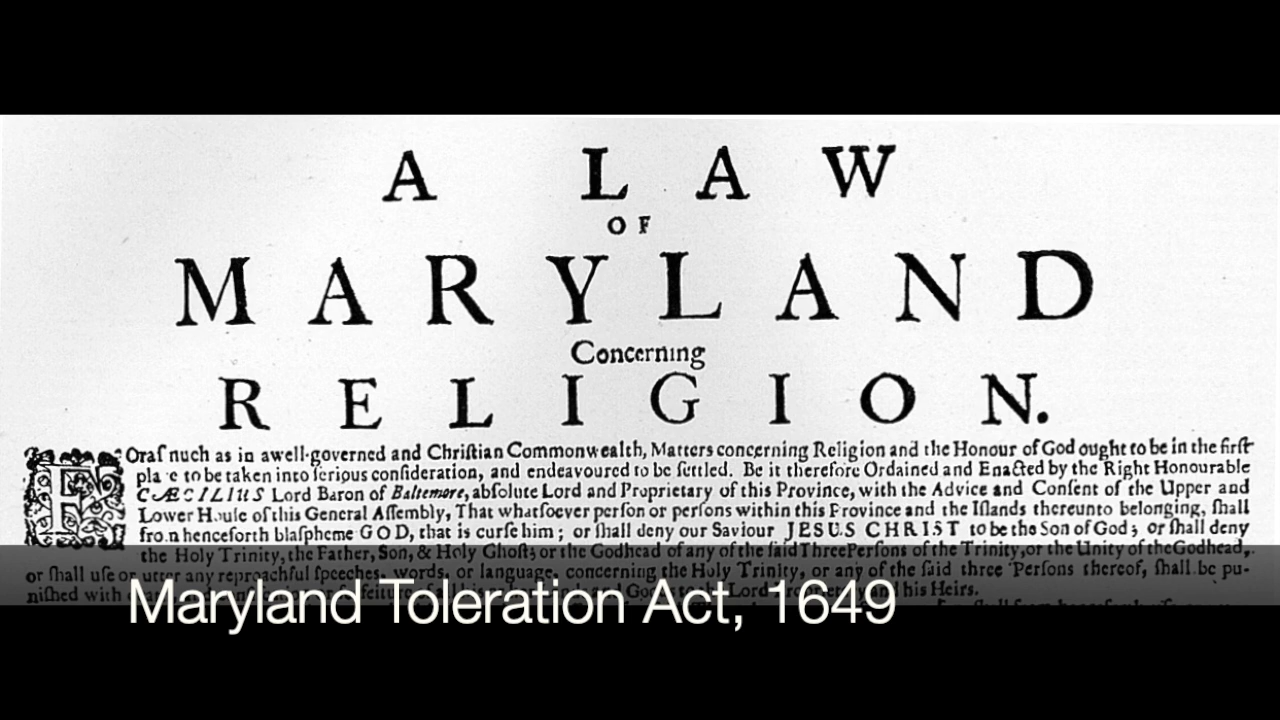 A LAW
OF
MARYLAND
Concerning
RELIGION.
Foraſmuch as in a well-governed and Chriſtian Commonwealth, Matters concerning Religion and the Honour of God ought to be in the firſt
place to be taken into ſerious conſideration, and endeavoured to be ſettled. Be it therefore Ordained and Enacted by the Right Honourable
CÆCILIUS Lord Baron of Baltemore, abſolute Lord and Proprietary of this Province, with the Advice and Conſent of the Upper and
Lower Houſe of this General Aſſembly, That whatſoever perſon or perſons within this Province and the Iſlands thereunto belonging, ſhall
from henceforth blaſpheme GOD, that is curſe him; or ſhall deny our Saviour JESUS CHRIST to be the Son of God; or ſhall deny
the Holy Trinity, the Father, Son, & Holy Ghoſt; or the Godhead of any of the ſaid Three Perſons of the Trinity, or the Unity of the Godhead,
or ſhall uſe or utter any reproachful ſpeeches, words, or language, concerning the Holy Trinity, or any of the ſaid three Perſons thereof, ſhall be pu-
niſhed with Lord his Heirs.
Maryland Toleration Act, 1649